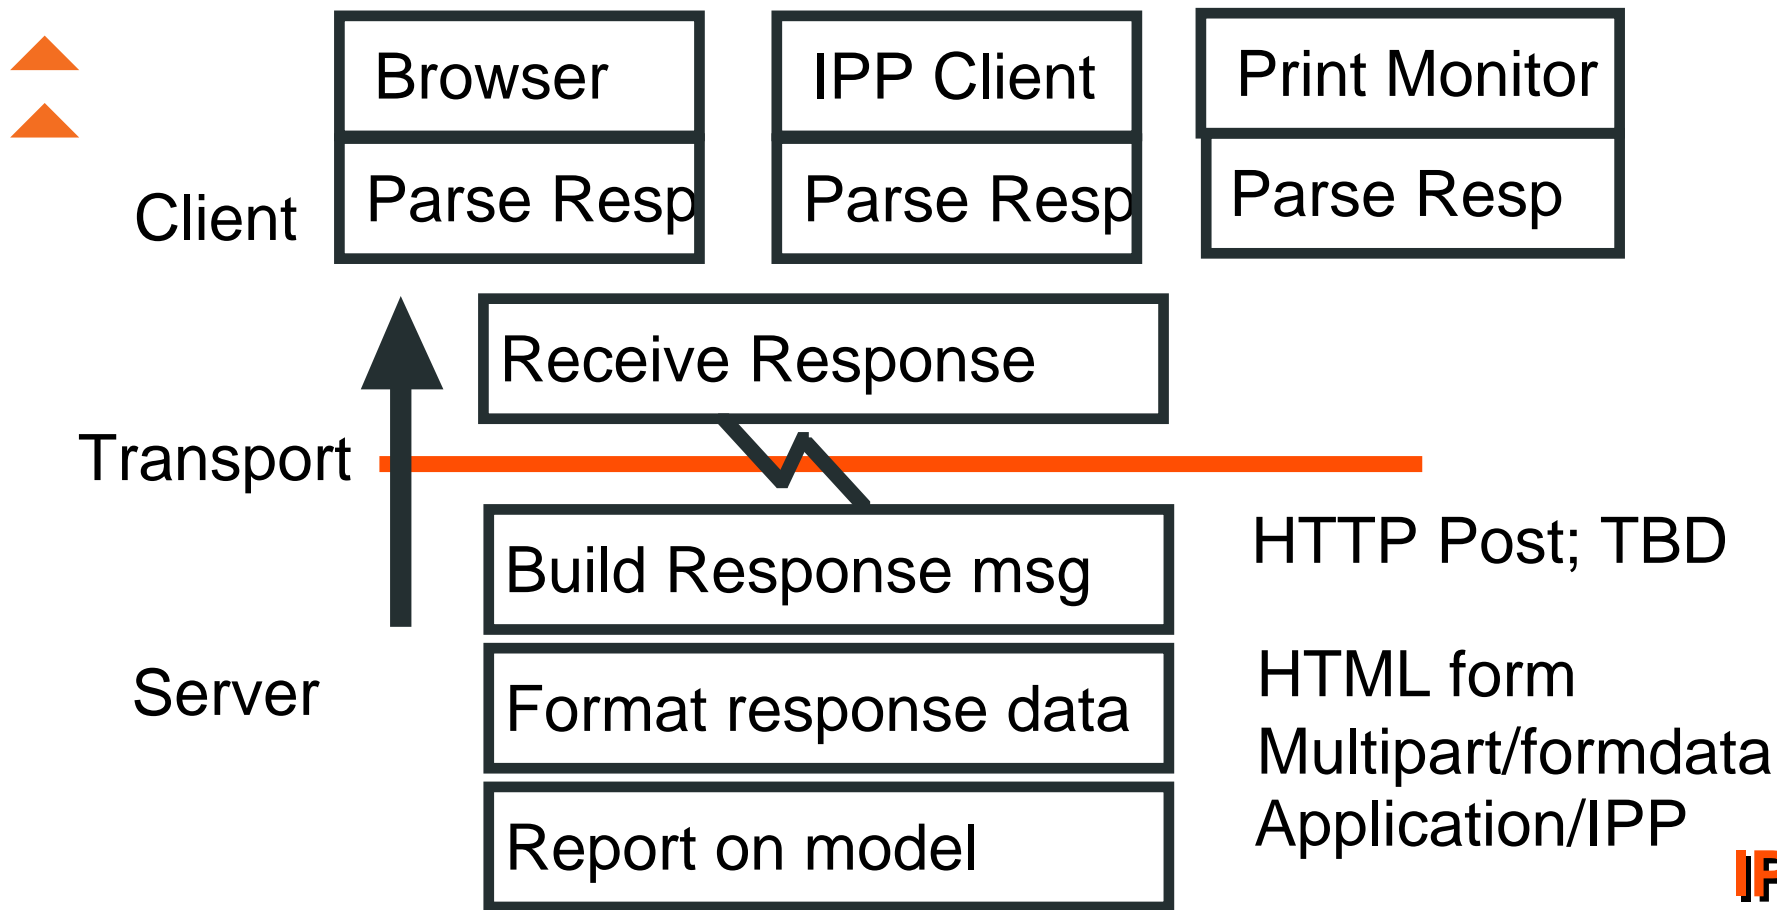 Browser
IPP Client
Print Monitor
Client
Parse Resp
Parse Resp
Parse Resp
Receive Response
Transport
Build Response msg
HTTP Post; TBD
Server
Format response data
HTML form
Multipart/formdata
Report on model
Application/IPP